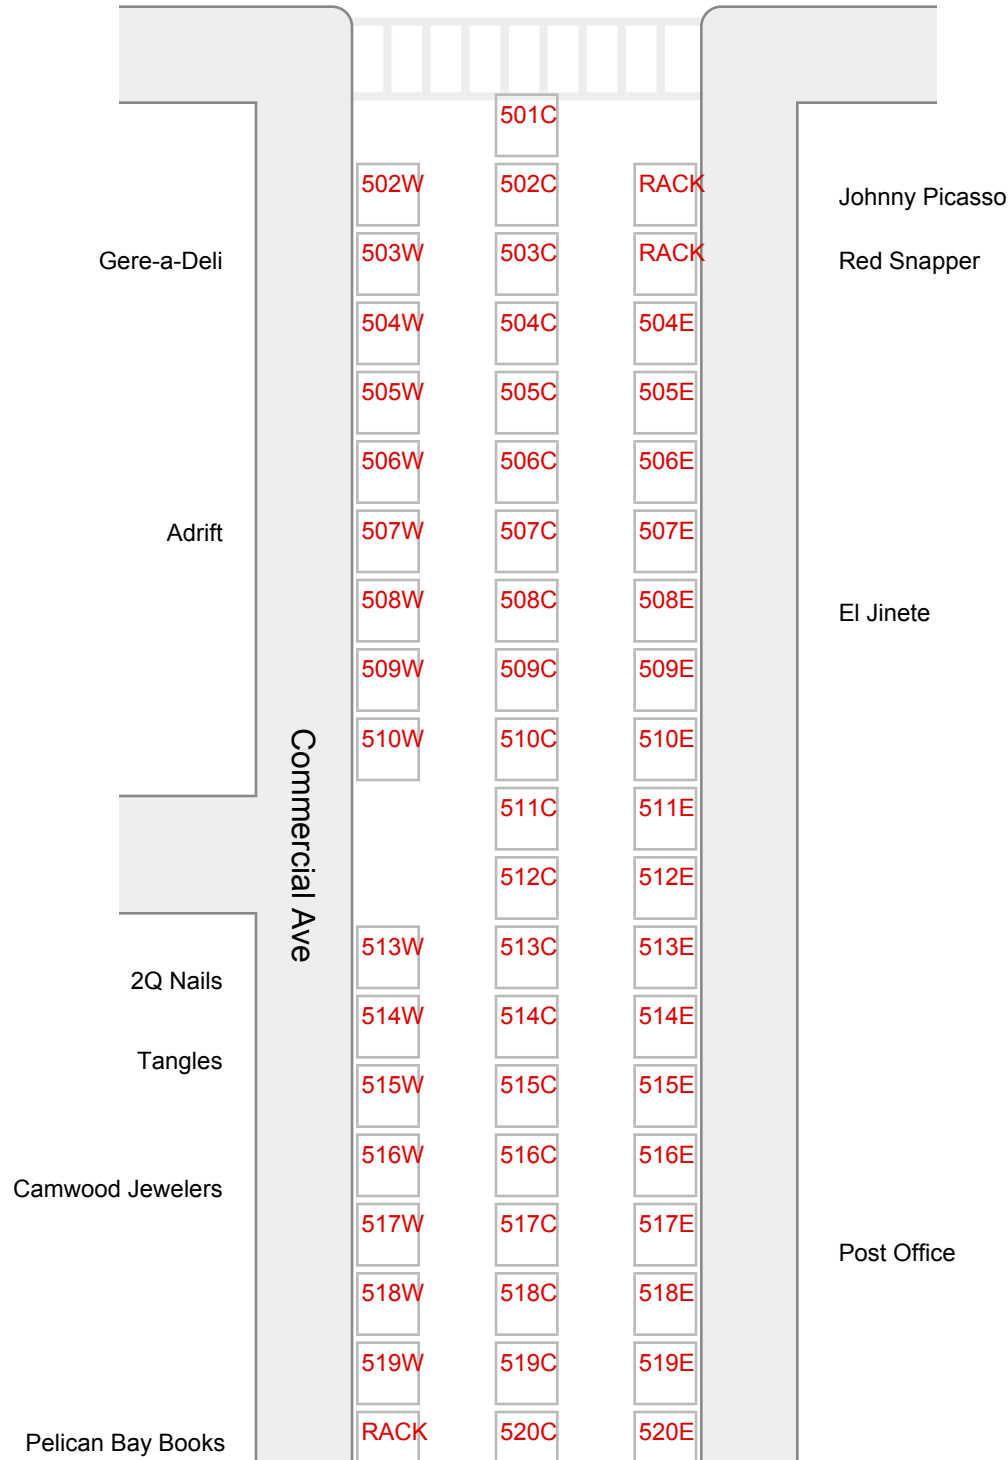 501C
502W 502C RACK Johnny Picasso
Gere-a-Deli 503W 503C RACK Red Snapper
504W 504C 504E
505W 505C 505E
506W 506C 506E
Adrift 507W 507C 507E
508W 508C 508E El Jinete
509W 509C 509E
510W 510C 510E
Commercial Ave
511C 511E
512C 512E
513W 513C 513E
2Q Nails
514W 514C 514E
Tangles
515W 515C 515E
516W 516C 516E
Camwood Jewelers
517W 517C 517E
Post Office
518W 518C 518E
519W 519C 519E
Pelican Bay Books RACK 520C 520E